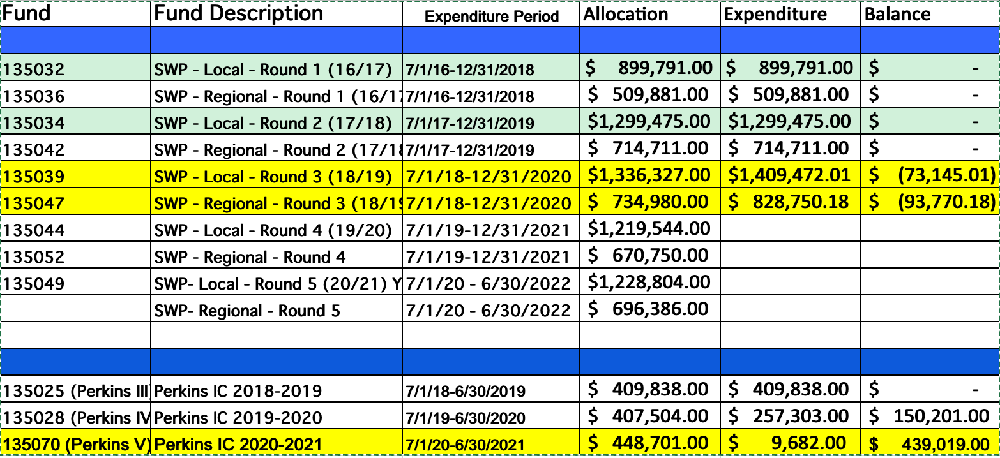 Fund Fund Description Expenditure Period Allocation Expenditure Balance
135032 SWP - Local - Round 1 (16/17) 7/1/16-12/31/2018 $ 899,791.00 $ 899,791.00 $ -
135036 SWP - Regional - Round 1 (16/17 7/1/16-12/31/2018 $ 509,881.00 $ 509,881.00 $ -
135034 SWP - Local - Round 2 (17/18) 7/1/17-12/31/2019 $1,299,475.00 $1,299,475.00 $ -
135042 SWP - Regional - Round 2 (17/18 7/1/17-12/31/2019 $ 714,711.00 $ 714,711.00 $ -
135039 SWP - Local - Round 3 (18/19) 7/1/18-12/31/2020 $1,336,327.00 $1,409,472.01 $ (73,145.01)
135047 SWP - Regional - Round 3 (18/19 7/1/18-12/31/2020 $ 734,980.00 $ 828,750.18 $ (93,770.18)
135044 SWP - Local - Round 4 (19/20) 7/1/19-12/31/2021 $1,219,544.00
135052 SWP - Regional - Round 4 7/1/19-12/31/2021 $ 670,750.00
135049 SWP- Local - Round 5 (20/21) Y 7/1/20 - 6/30/2022 $1,228,804.00
SWP- Regional - Round 5 7/1/20 - 6/30/2022 $ 696,386.00
135025 (Perkins III) Perkins IC 2018-2019 7/1/18-6/30/2019 $ 409,838.00 $ 409,838.00 $ -
135028 (Perkins IV Perkins IC 2019-2020 7/1/19-6/30/2020 $ 407,504.00 $ 257,303.00 $ 150,201.00
135070 (Perkins V) Perkins IC 2020-2021 7/1/20-6/30/2021 $ 448,701.00 $ 9,682.00 $ 439,019.00